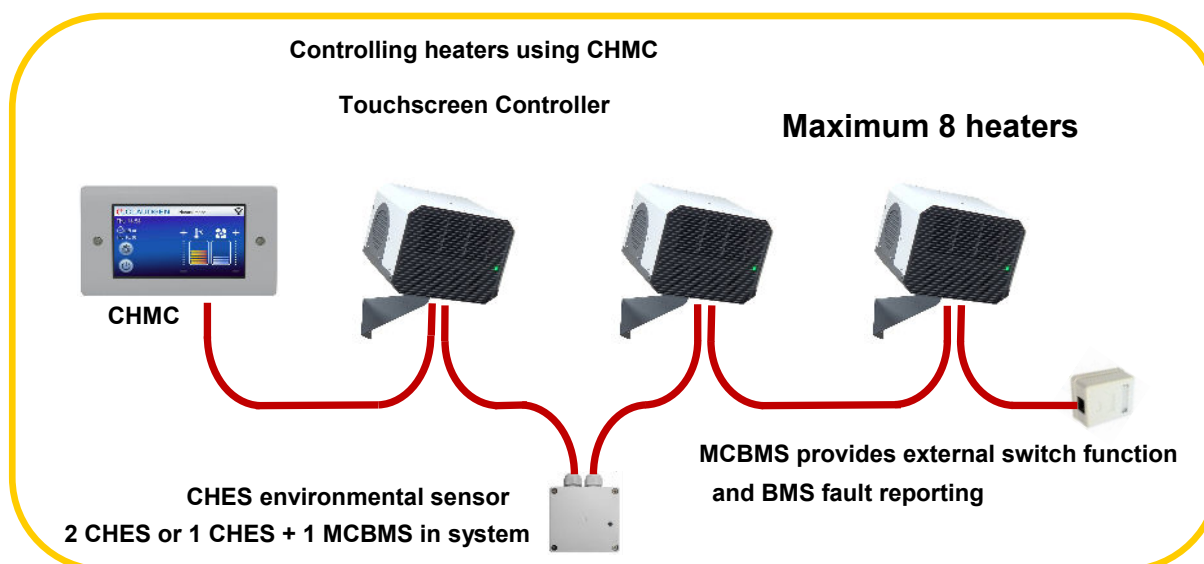 Controlling heaters using CHMC
Touchscreen Controller
Maximum 8 heaters
CHMC
MCBMS provides external switch function
and BMS fault reporting
CHES environmental sensor
2 CHES or 1 CHES + 1 MCBMS in system